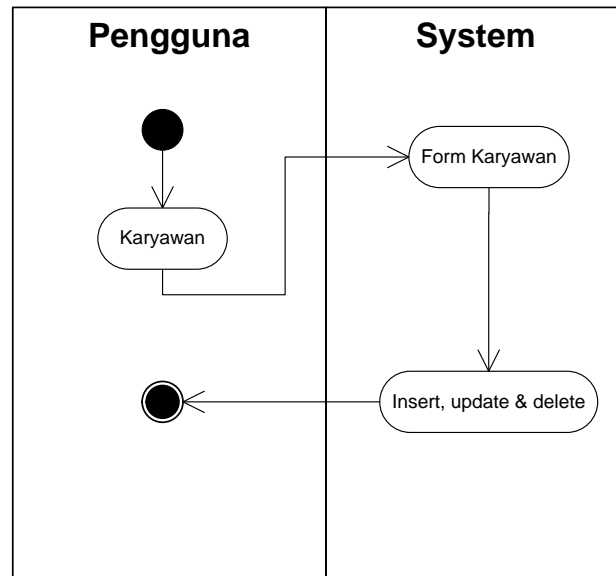 Pengguna
System
Form Karyawan
Karyawan
Insert, update & delete